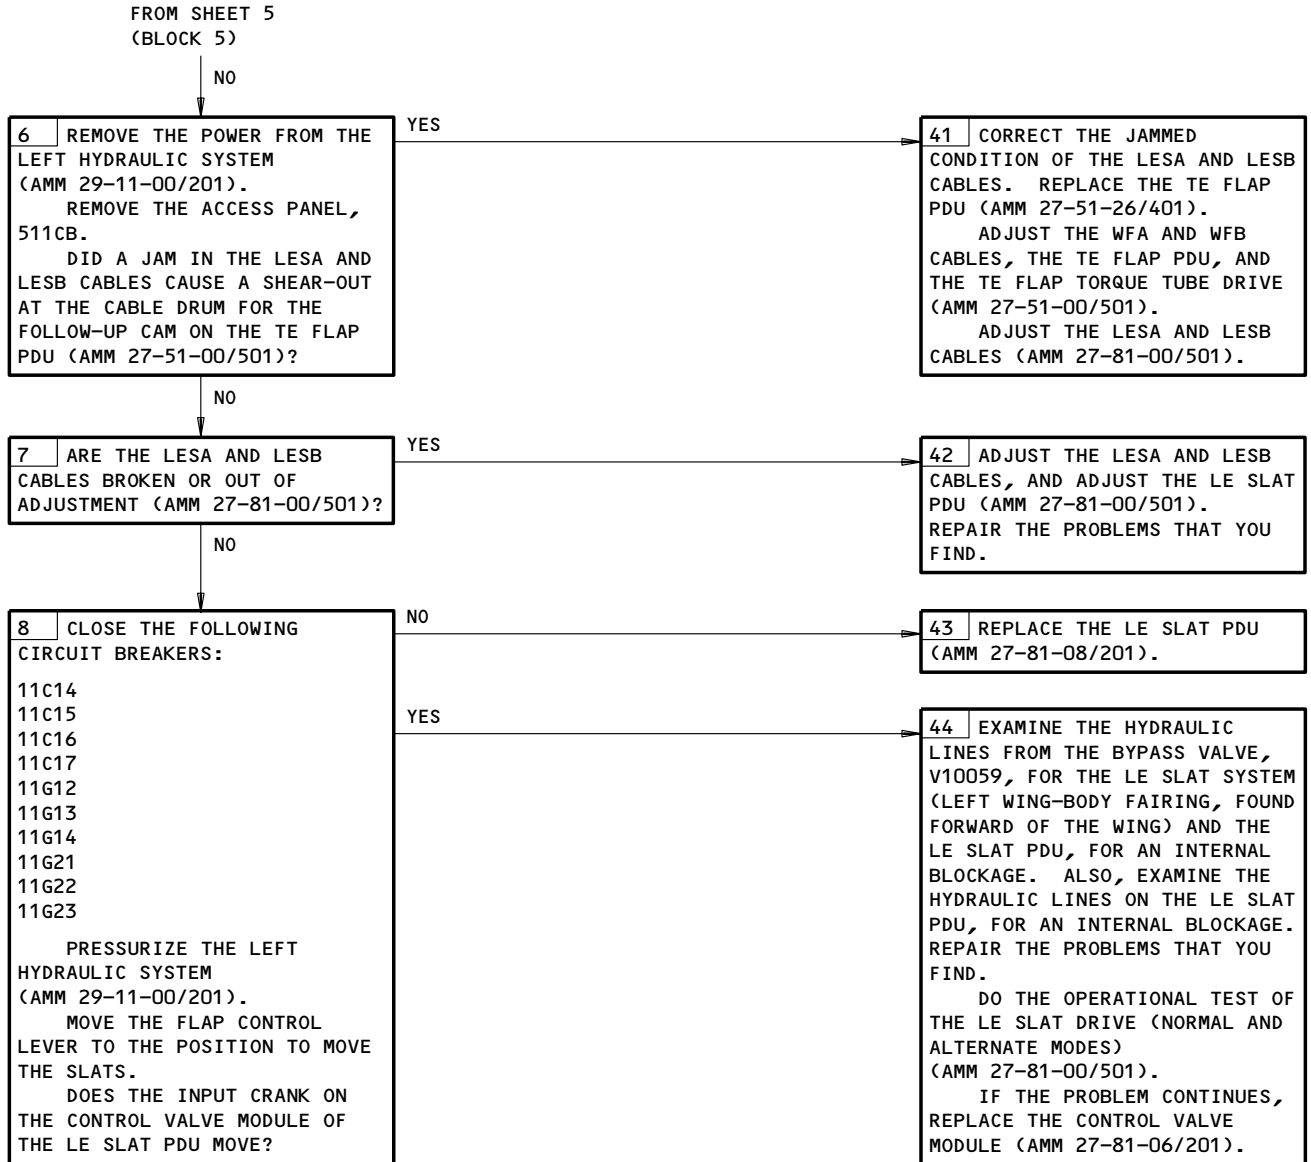 FROM SHEET 5
(BLOCK 5)
NO
6 REMOVE THE POWER FROM THE
LEFT HYDRAULIC SYSTEM
(AMM 29-11-00/201).
REMOVE THE ACCESS PANEL,
511CB.
DID A JAM IN THE LESA AND
LESB CABLES CAUSE A SHEAR-OUT
AT THE CABLE DRUM FOR THE
FOLLOW-UP CAM ON THE TE FLAP
PDU (AMM 27-51-00/501)?
YES
41 CORRECT THE JAMMED
CONDITION OF THE LESA AND LESB
CABLES. REPLACE THE TE FLAP
PDU (AMM 27-51-26/401).
ADJUST THE WFA AND WFB
CABLES, THE TE FLAP PDU, AND
THE TE FLAP TORQUE TUBE DRIVE
(AMM 27-51-00/501).
ADJUST THE LESA AND LESB
CABLES (AMM 27-81-00/501).
NO
7 ARE THE LESA AND LESB
CABLES BROKEN OR OUT OF
ADJUSTMENT (AMM 27-81-00/501)?
YES
42 ADJUST THE LESA AND LESB
CABLES, AND ADJUST THE LE SLAT
PDU (AMM 27-81-00/501).
REPAIR THE PROBLEMS THAT YOU
FIND.
NO
8 CLOSE THE FOLLOWING
CIRCUIT BREAKERS:
11C14
11C15
11C16
11C17
11G12
11G13
11G14
11G21
11G22
11G23
PRESSURIZE THE LEFT
HYDRAULIC SYSTEM
(AMM 29-11-00/201).
MOVE THE FLAP CONTROL
LEVER TO THE POSITION TO MOVE
THE SLATS.
DOES THE INPUT CRANK ON
THE CONTROL VALVE MODULE OF
THE LE SLAT PDU MOVE?
NO
43 REPLACE THE LE SLAT PDU
(AMM 27-81-08/201).
YES
44 EXAMINE THE HYDRAULIC
LINES FROM THE BYPASS VALVE,
V10059, FOR THE LE SLAT SYSTEM
(LEFT WING-BODY FAIRING, FOUND
FORWARD OF THE WING) AND THE
LE SLAT PDU, FOR AN INTERNAL
BLOCKAGE. ALSO, EXAMINE THE
HYDRAULIC LINES ON THE LE SLAT
PDU, FOR AN INTERNAL BLOCKAGE.
REPAIR THE PROBLEMS THAT YOU
FIND.
DO THE OPERATIONAL TEST OF
THE LE SLAT DRIVE (NORMAL AND
ALTERNATE MODES)
(AMM 27-81-00/501).
IF THE PROBLEM CONTINUES,
REPLACE THE CONTROL VALVE
MODULE (AMM 27-81-06/201).